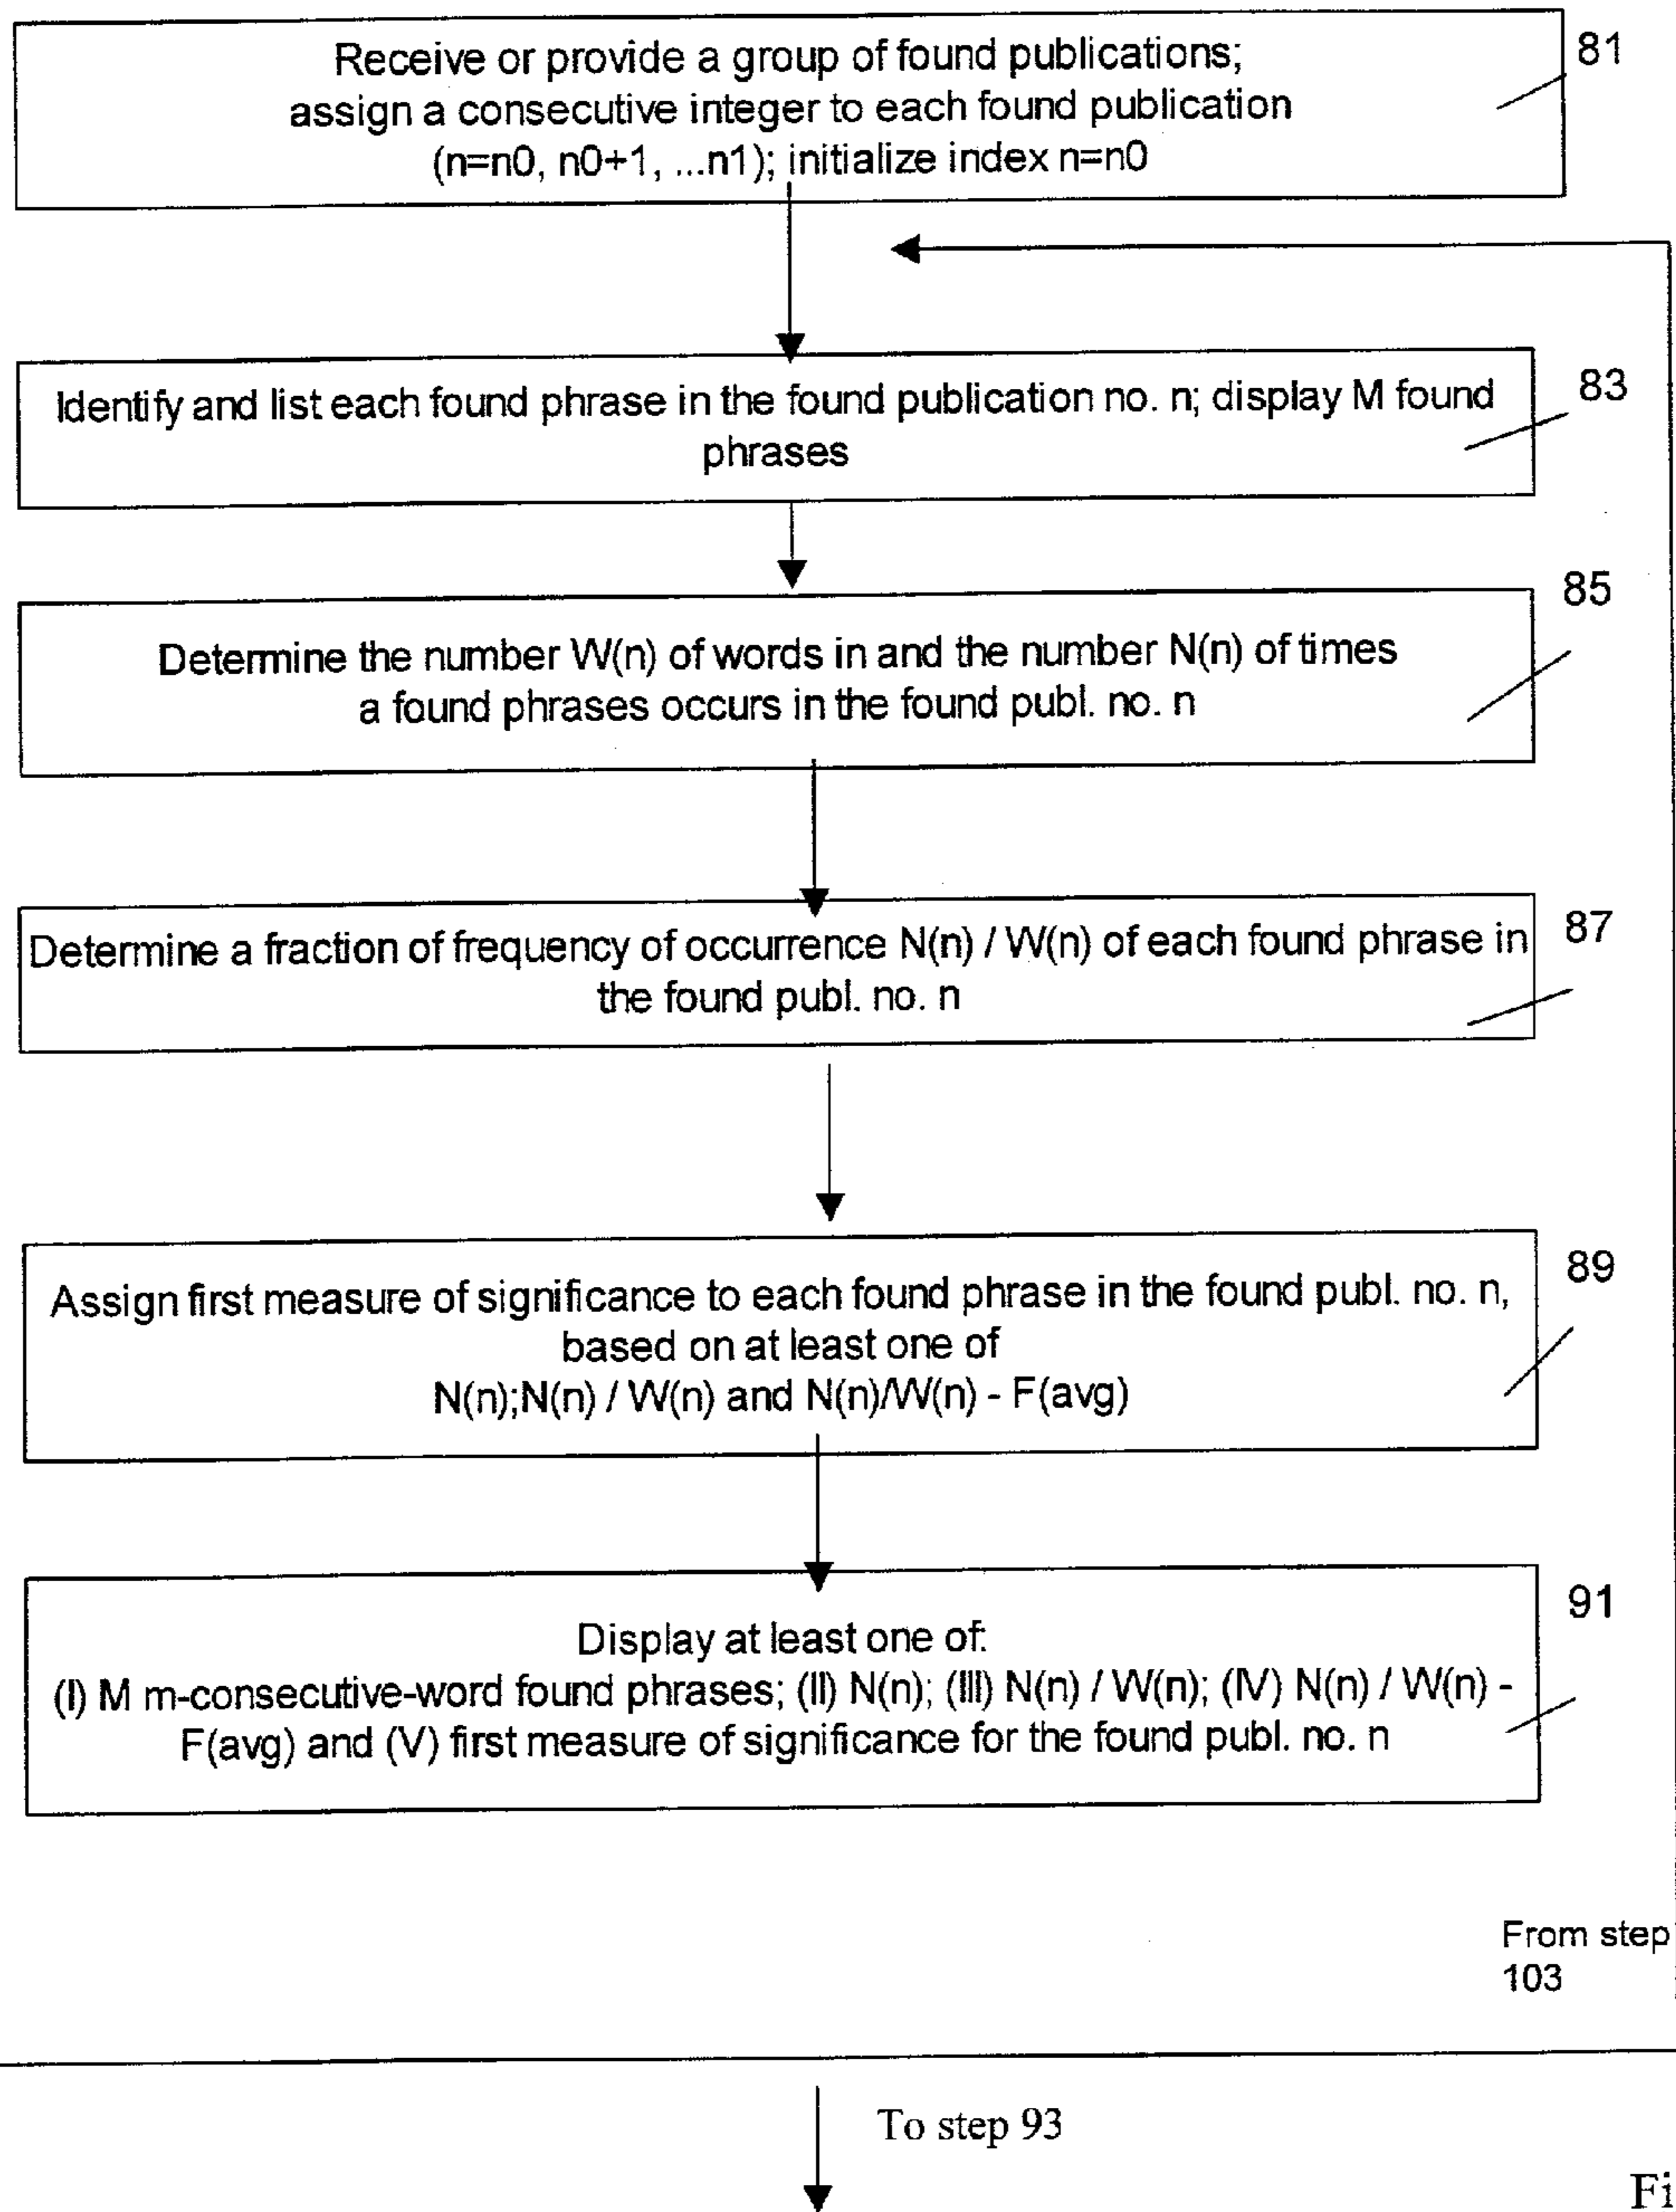 Receive or provide a group of found publications;
81
assign a consecutive integer to each found publication
(n=n0, n0+1, ...n1); initialize index n=n0
Identify and list each found phrase in the found publication no. n; display M found
83
phrases
85
Determine the number W(n) of words in and the number N(n) of times
a found phrases occurs in the found publ. no. n
Determine a fraction of frequency of occurrence N(n) / W(n) of each found phrase in
87
the found publ. no. n
89
Assign first measure of significance to each found phrase in the found publ. no. n,
based on at least one of
N(n);N(n) / W(n) and N(n)/W(n) - F(avg)
91
Display at least one of:
(I) M m-consecutive-word found phrases; (II) N(n); (III) N(n) / W(n); (IV) N(n) / W(n) -
F(avg) and (V) first measure of significance for the found publ. no. n
From step
103
To step 93
Fi